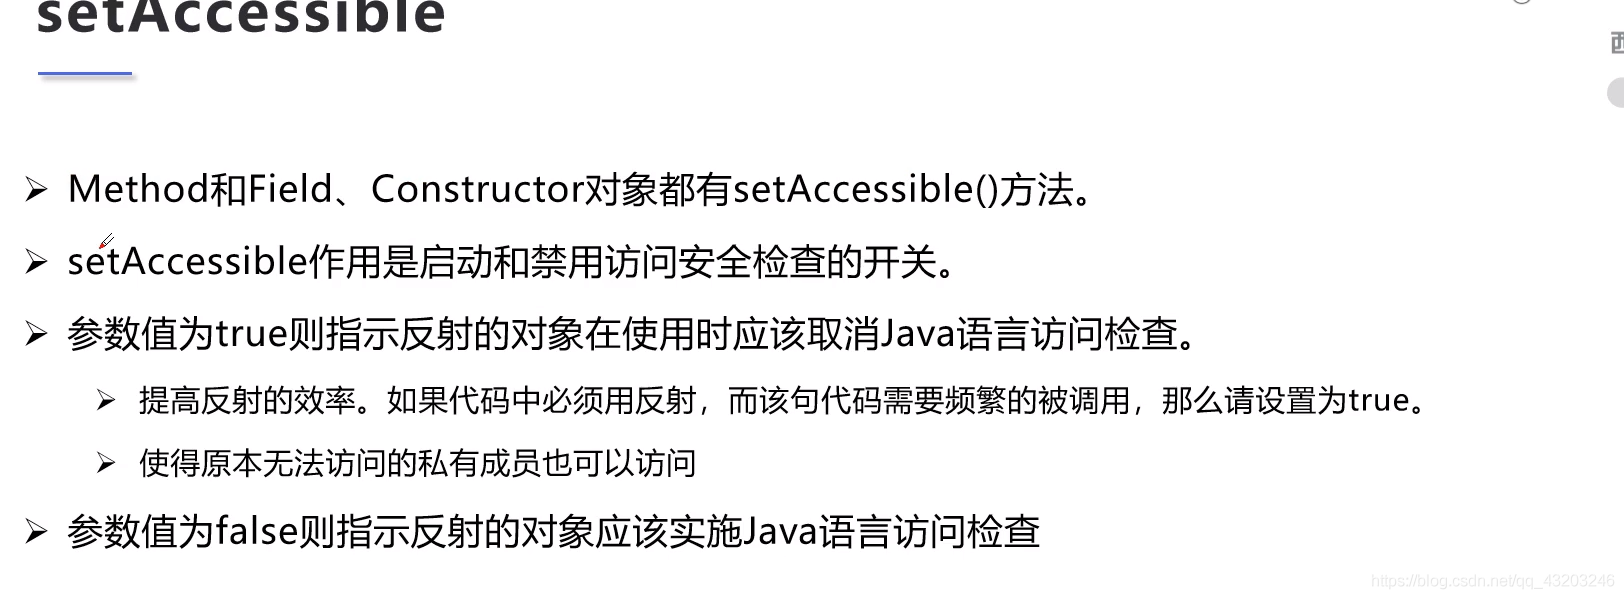 setAccessible
Method和Field、Constructor对象都有setAccessible()方法。
setAccessible作用是启动和禁用访问安全检查的开关。
参数值为true则指示反射的对象在使用时应该取消Java语言访问检查。
提高反射的效率。如果代码中必须用反射，而该句代码需要频繁的被调用，那么请设置为true。
使得原本无法访问的私有成员也可以访问
参数值为false则指示反射的对象应该实施Java语言访问检查
https://blog.csdn.net/qq_43203246